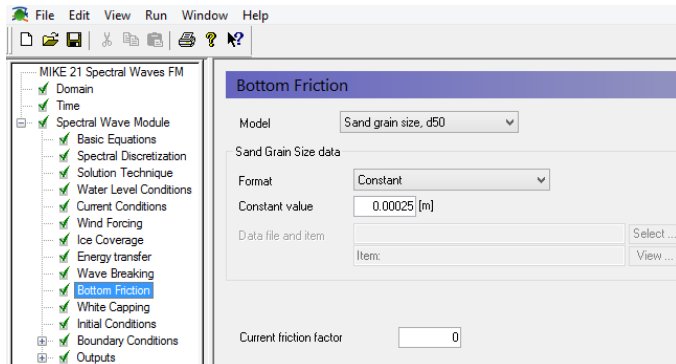 File Edit View Run Window Help
MIKE 21 Spectral Waves FM
Domain
Time
Spectral Wave Module
Basic Equations
Spectral Discretization
Solution Technique
Water Level Conditions
Current Conditions
Wind Forcing
Ice Coverage
Energy transfer
Wave Breaking
Bottom Friction
White Capping
Initial Conditions
Boundary Conditions
Outputs
Bottom Friction
Model Sand grain size, d50
Sand Grain Size data
Format Constant
Constant value 0.00025 [m]
Data file and item Select ...
Item: View ...
Current friction factor 0